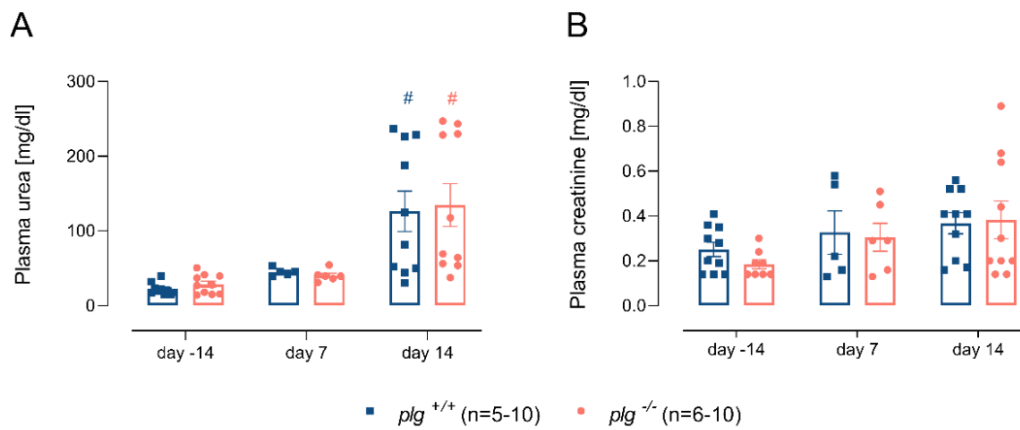 A
B
Plasma urea [mg/dl]
300
200
100
0
# #
day -14 day 7 day 14
Plasma creatinine [mg/dl]
1.0
0.8
0.6
0.4
0.2
0.0
day -14 day 7 day 14
plg +/+ (n=5-10) plg -/- (n=6-10)